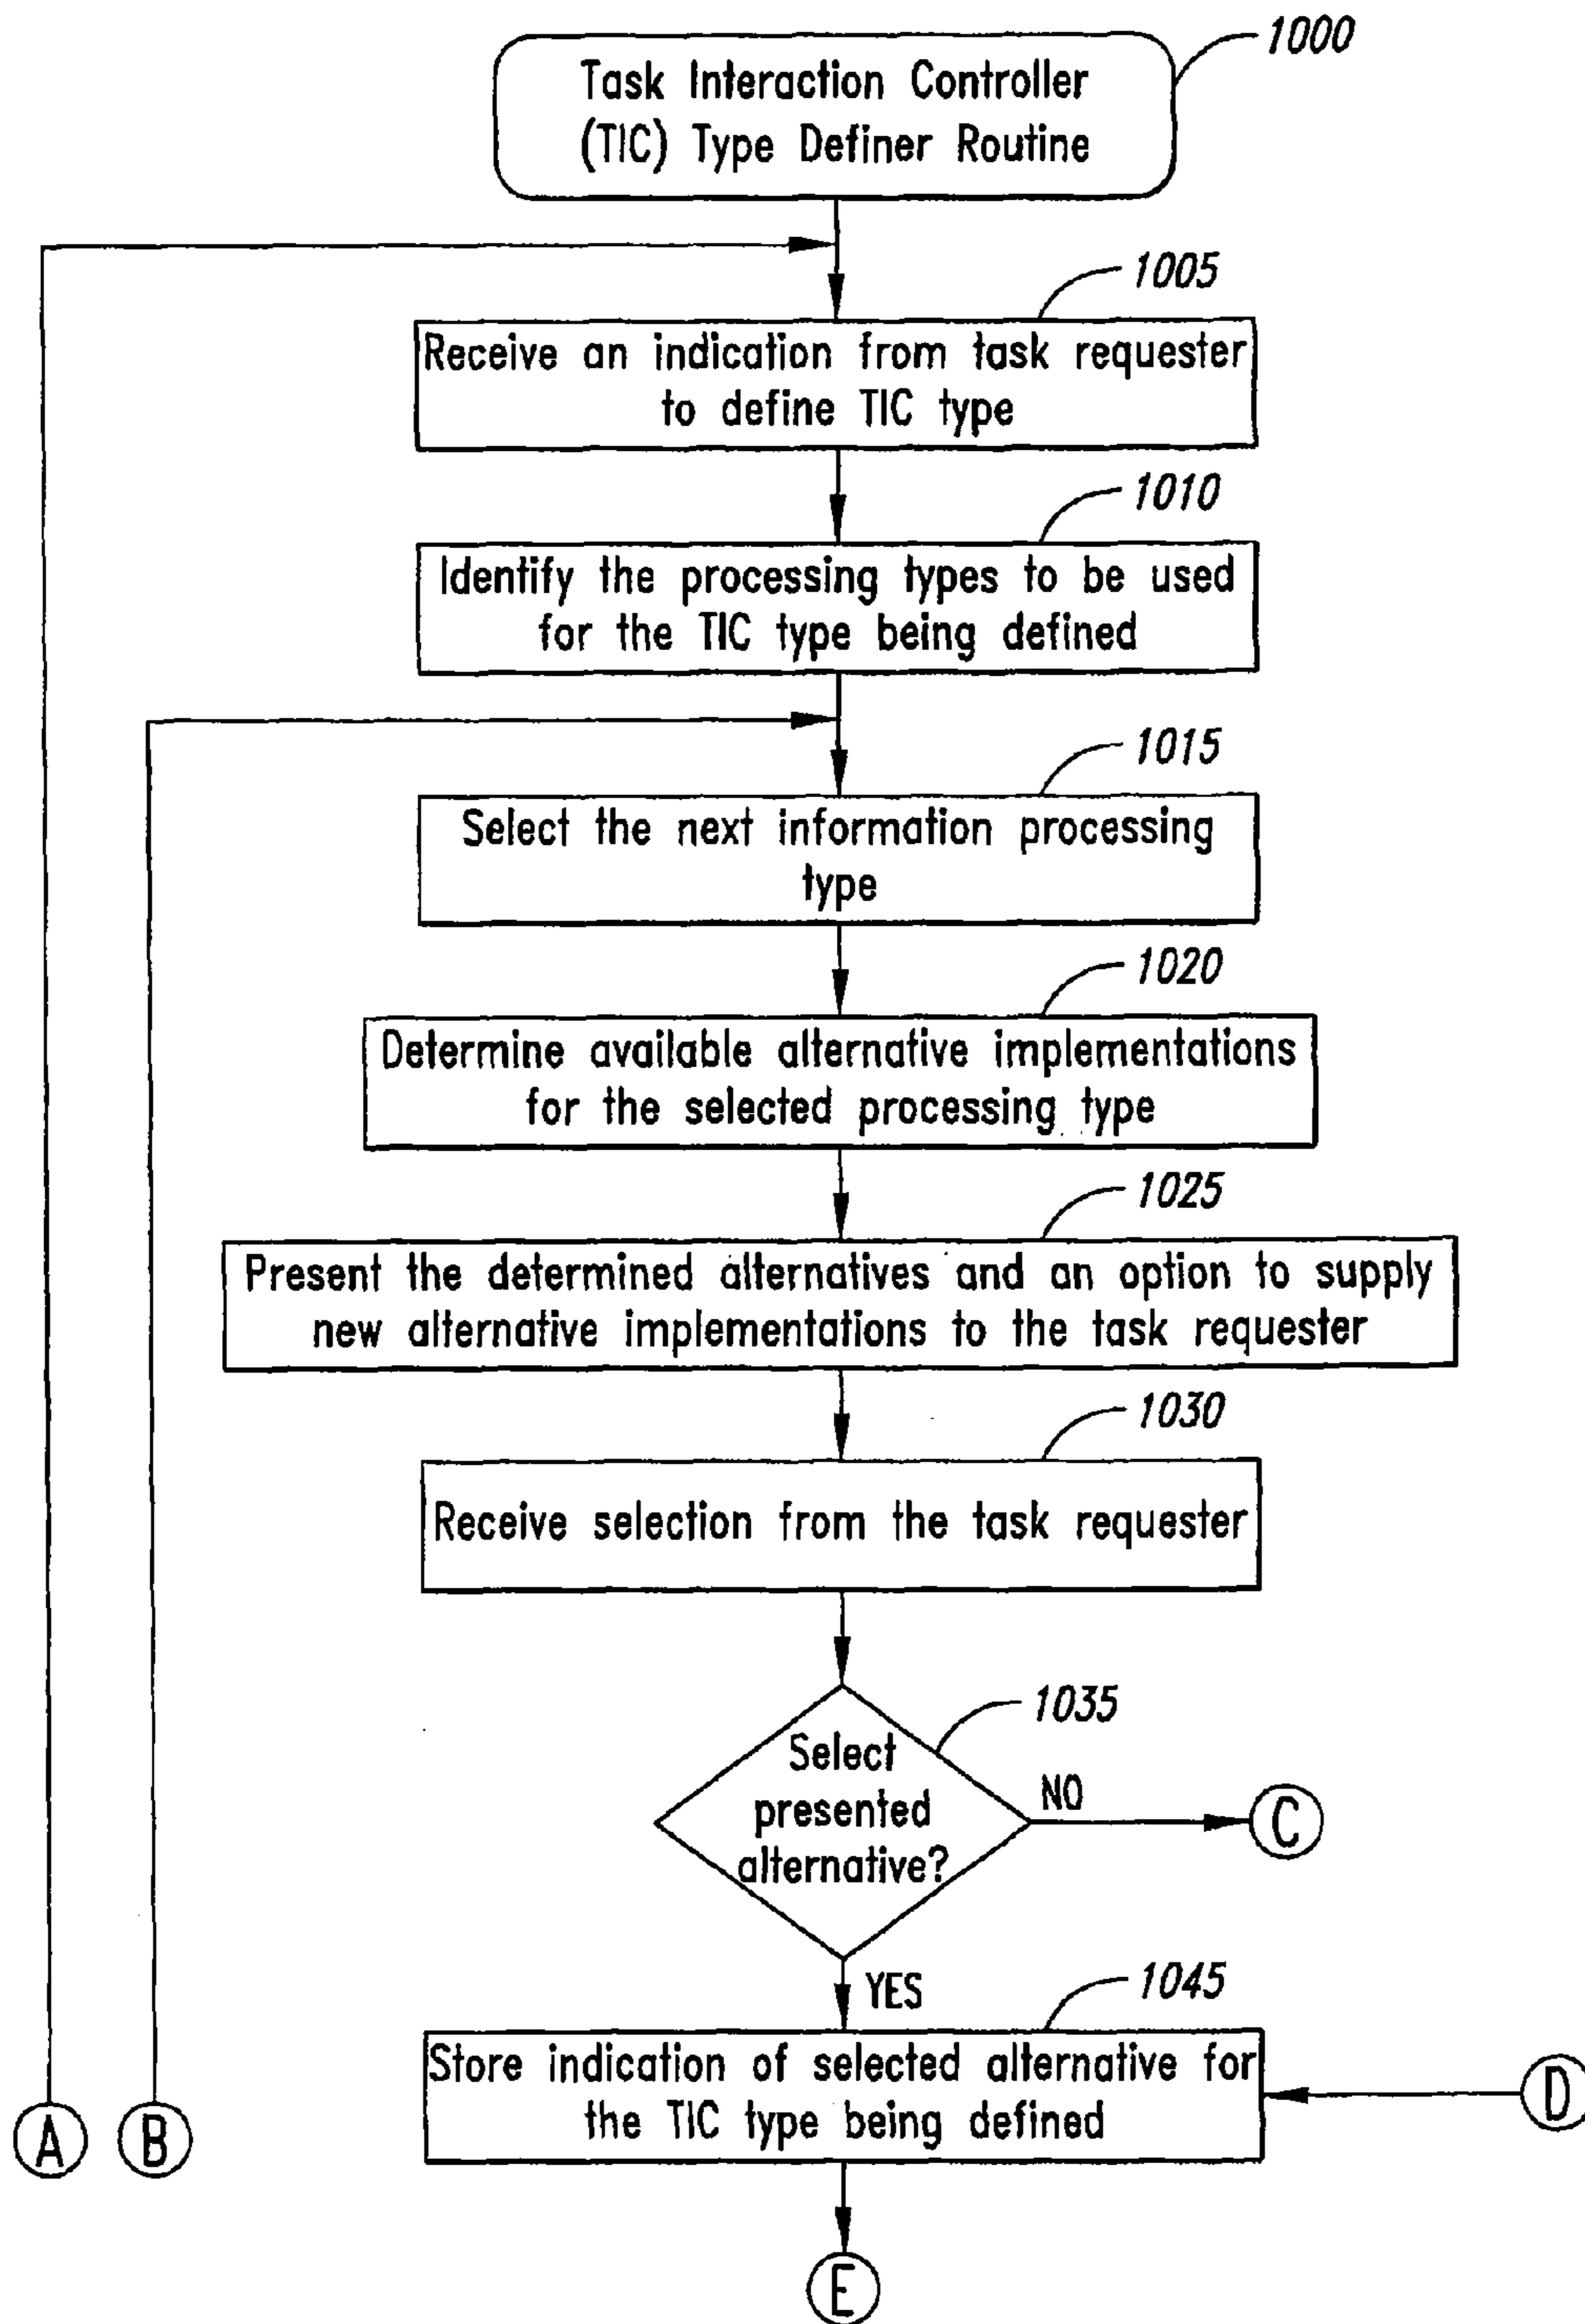 1000
Task Interaction Controller
(TIC) Type Definer Routine
1005
Receive an indication from task requester
to define TIC type
1010
Identify the processing types to be used
for the TIC type being defined
1015
Select the next information processing
type
1020
Determine available alternative implementations
for the selected processing type
1025
Present the determined alternatives and an option to supply
new alternative implementations to the task requester
1030
Receive selection from the task requester
1035
Select
presented
alternative?
NO
C
YES
1045
Store indication of selected alternative for
the TIC type being defined
D
A
B
E